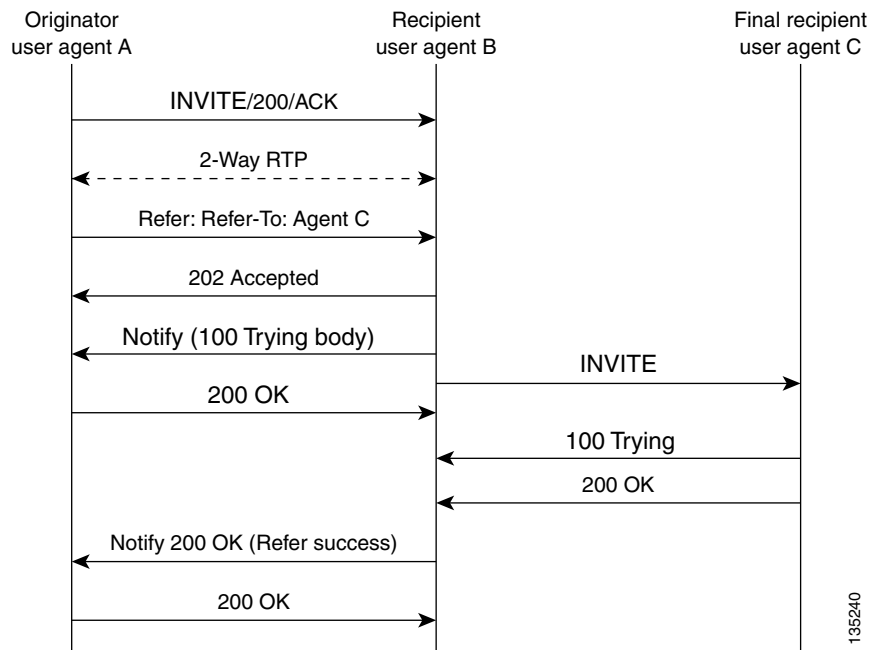 Originator
user agent A
Recipient
user agent B
Final recipient
user agent C
INVITE/200/ACK
2-Way RTP
Refer: Refer-To: Agent C
202 Accepted
Notify (100 Trying body)
INVITE
200 OK
100 Trying
200 OK
Notify 200 OK (Refer success)
200 OK
135240